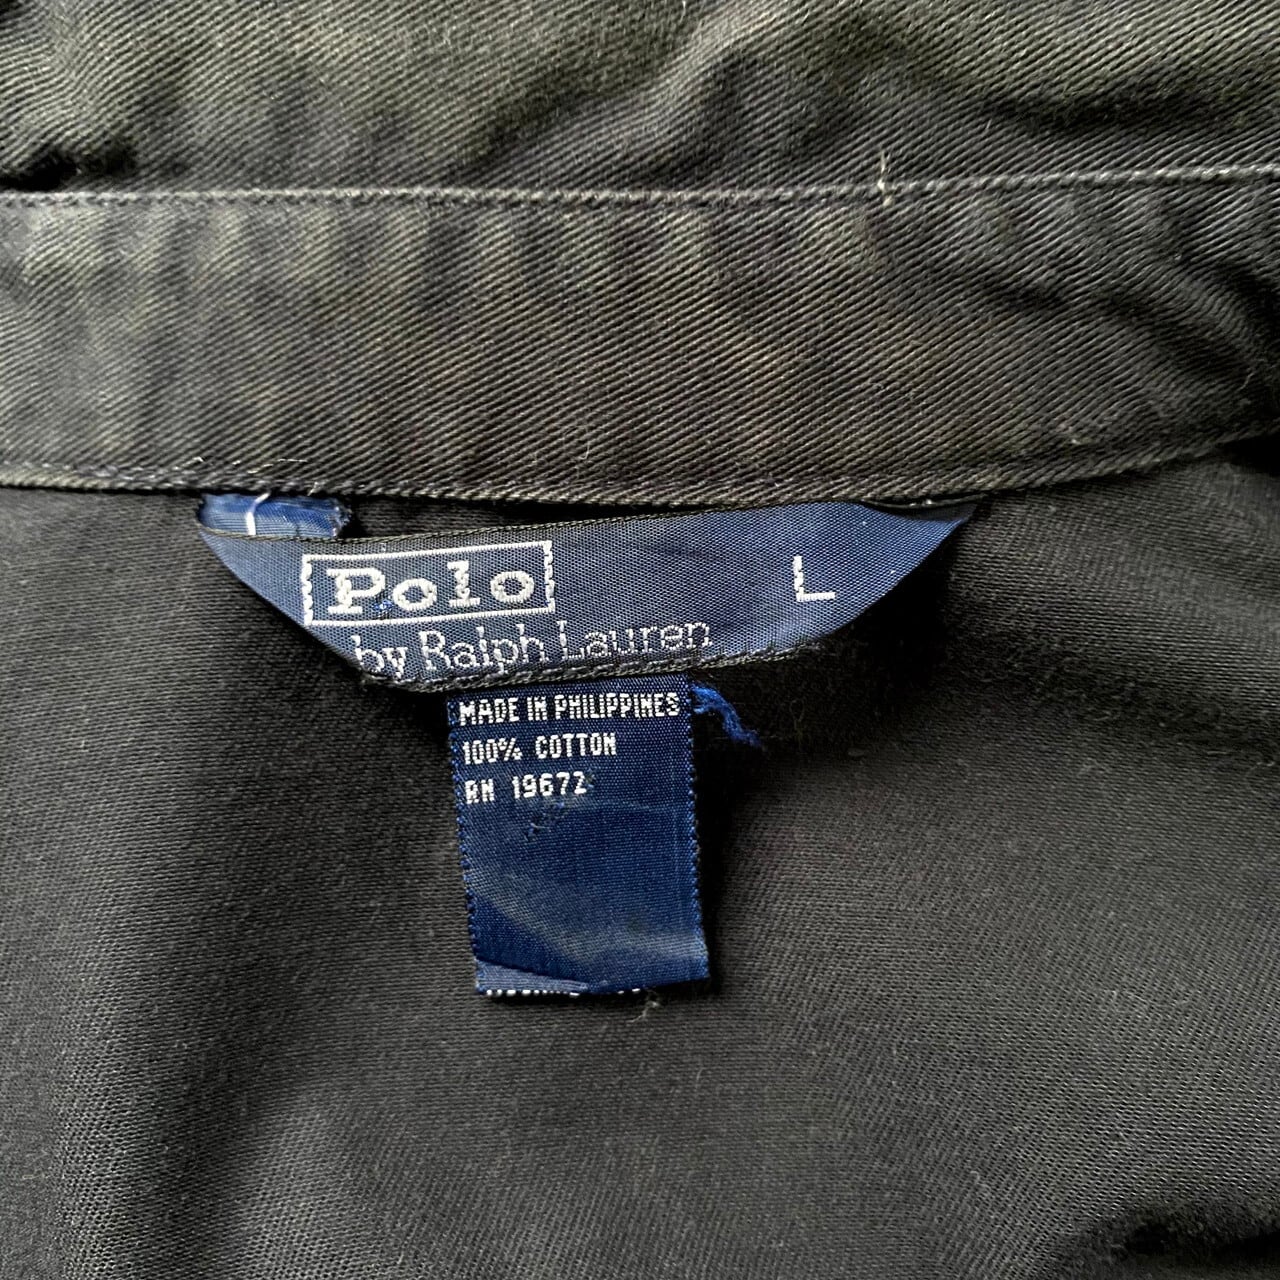 Polo
L
by Ralph Lauren
MADE IN PHILIPPINES
100% COTTON
RN 19672